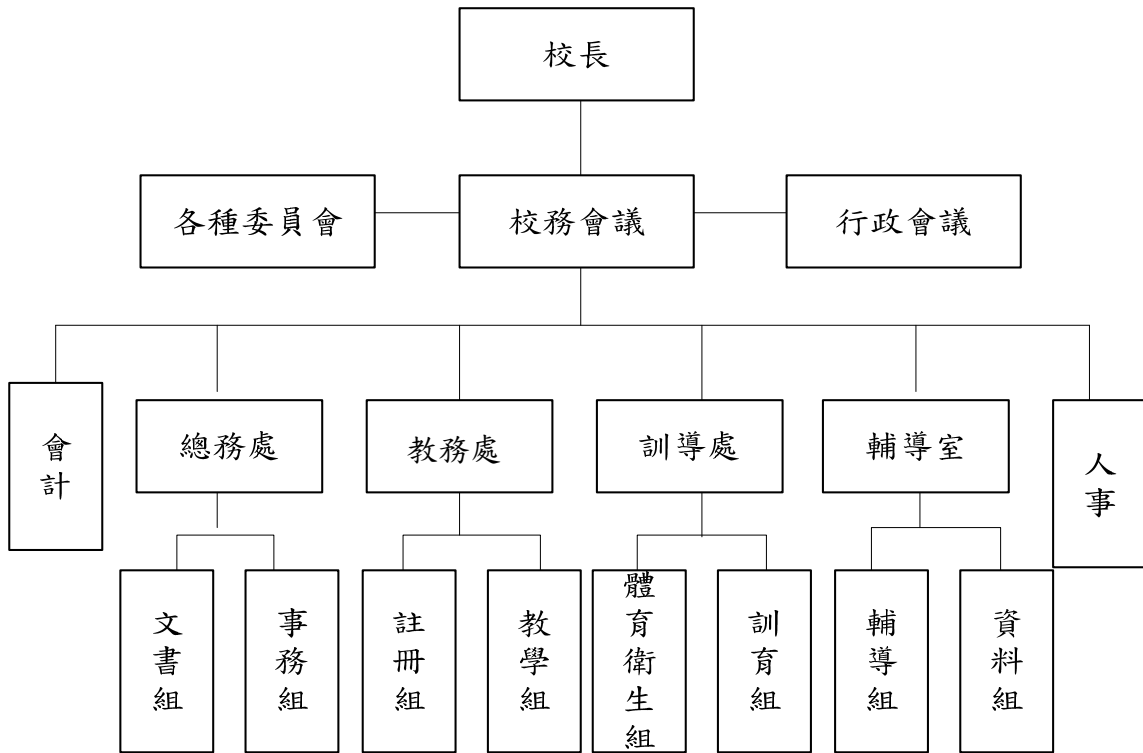 校長
各種委員會
校務會議
行政會議
會計
總務處
教務處
訓導處
輔導室
人事
文書組
事務組
註冊組
教學組
體育衛生組
訓育組
輔導組
資料組